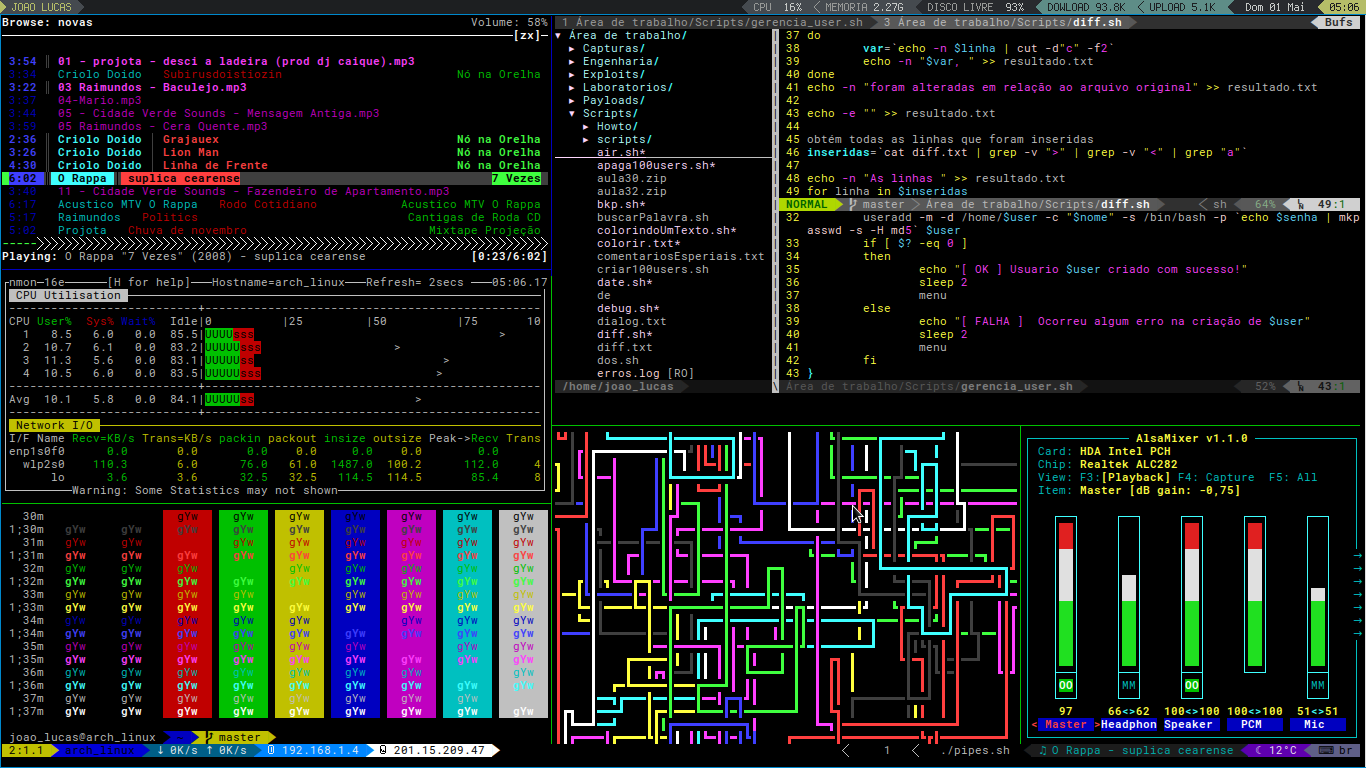 JOAO LUCAS
CPU 16% MEMORIA 2.27G DISCO LIVRE 93% DOWLOAD 93.8K UPLOAD 5.1K Dom 01 Mai 05:06
Browse: novas Volume: 58%
[zx]
3:54 01 - projota - desci a ladeira (prod dj caique).mp3
3:34 Criolo Doido Subirusdoistiozin Nó na Orelha
3:22 03 Raimundos - Baculejo.mp3
3:37 04-Mario.mp3
3:44 05 - Cidade Verde Sounds - Mensagem Antiga.mp3
3:59 05 Raimundos - Cera Quente.mp3
2:36 Criolo Doido Grajauex Nó na Orelha
3:26 Criolo Doido Lion Man Nó na Orelha
4:30 Criolo Doido Linha de Frente Nó na Orelha
6:02 O Rappa suplica cearense 7 Vezes
3:40 11 - Cidade Verde Sounds - Fazendeiro de Apartamento.mp3
6:17 Acustico MTV O Rappa Rodo Cotidiano Acustico MTV O Rappa
3:17 Raimundos Politics Cantigas de Roda CD
5:02 Projota Chuva de novembro Mixtape Projeção
Playing: O Rappa "7 Vezes" (2008) - suplica cearense [0:23/6:02]
nmon-16e [H for help] Hostname=arch_linux Refresh= 2secs 05:06.17
CPU Utilisation
CPU User% Sys% Wait% Idle|0 |25 |50 |75 10
1 8.5 6.0 0.0 85.5|UUUUsss >
2 10.7 6.1 0.0 83.2|UUUUUsss >
3 11.3 5.6 0.0 83.1|UUUUUss >
4 10.5 6.3 0.0 83.2|UUUUUsss >
Avg 10.1 5.8 0.0 84.1|UUUUUss >
Network I/O
I/F Name Recv=KB/s Trans=KB/s packin packout insize outsize Peak->Recv Trans
enp1s0f0 0.0 0.0 0.0 0.0 0.0 0.0 0.0
wlp2s0 110.3 6.0 76.0 61.0 1487.0 100.2 112.0 4
lo 3.6 3.6 32.5 32.5 114.5 114.5 85.4 8
Warning: Some Statistics may not shown
30m gYw gYw gYw gYw gYw gYw gYw
1;30m gYw gYw gYw gYw gYw gYw gYw gYw gYw
31m gYw gYw gYw gYw gYw gYw gYw gYw gYw
1;31m gYw gYw gYw gYw gYw gYw gYw gYw gYw
32m gYw gYw gYw gYw gYw gYw gYw gYw gYw
1;32m gYw gYw gYw gYw gYw gYw gYw gYw gYw
33m gYw gYw gYw gYw gYw gYw gYw gYw gYw
1;33m gYw gYw gYw gYw gYw gYw gYw gYw gYw
34m gYw gYw gYw gYw gYw gYw gYw gYw gYw
1;34m gYw gYw gYw gYw gYw gYw gYw gYw gYw
35m gYw gYw gYw gYw gYw gYw gYw gYw gYw
1;35m gYw gYw gYw gYw gYw gYw gYw gYw gYw
36m gYw gYw gYw gYw gYw gYw gYw gYw gYw
1;36m gYw gYw gYw gYw gYw gYw gYw gYw gYw
37m gYw gYw gYw gYw gYw gYw gYw gYw gYw
1;37m gYw gYw gYw gYw gYw gYw gYw gYw gYw
joao_lucas@arch_linux ~ master
1 Área de trabalho/Scripts/gerencia_user.sh 3 Área de trabalho/Scripts/diff.sh Bufs
▼ Área de trabalho/
▶ Capturas/
▶ Engenharia/
▶ Exploits/
▶ Laboratorios/
▶ Payloads/
▼ Scripts/
▶ Howto/
▶ scripts/
air.sh*
apaga100users.sh*
aula30.zip
aula32.zip
bkp.sh*
buscarPalavra.sh
colorindoUmTexto.sh*
colorir.txt*
comentariosEsperiais.txt
criar100users.sh
date.sh*
de
debug.sh*
dialog.txt
diff.sh*
diff.txt
dos.sh
erros.log [RO]
/home/joao_lucas
37 do
38 var=`echo -n $linha | cut -d"c" -f2`
39 echo -n "$var, " >> resultado.txt
40 done
41 echo -n "foram alteradas em relação ao arquivo original" >> resultado.txt
42
43 echo -e "" >> resultado.txt
44
45 obtém todas as linhas que foram inseridas
46 inseridas=`cat diff.txt | grep -v ">" | grep -v "<" | grep "a"`
47
48 echo -n "As linhas " >> resultado.txt
49 for linha in $inseridas
NORMAL master Área de trabalho/Scripts/diff.sh sh 64% 49:1
32 useradd -m -d /home/$user -c "$nome" -s /bin/bash -p `echo $senha | mkp
asswd -s -H md5` $user
33 if [ $? -eq 0 ]
34 then
35 echo "[ OK ] Usuario $user criado com sucesso!"
36 sleep 2
37 menu
38 else
39 echo "[ FALHA ] Ocorreu algum erro na criação de $user"
40 sleep 2
41 menu
42 fi
43 }
Área de trabalho/Scripts/gerencia_user.sh 52% 43:1
AlsaMixer v1.1.0
Card: HDA Intel PCH
Chip: Realtek ALC282
View: F3:[Playback] F4: Capture F5: All
Item: Master [dB gain: -0,75]
OO MM OO MM
97 66<>62 100<>100 100<>100 51<>51
<Master> Headphon Speaker PCM Mic
2:1.1 arch_linux ↓ 0K/s ↑ 0K/s 192.168.1.4 201.15.209.47 1 ./pipes.sh ♫ O Rappa - suplica cearense ☾ 12°C ⌨ br